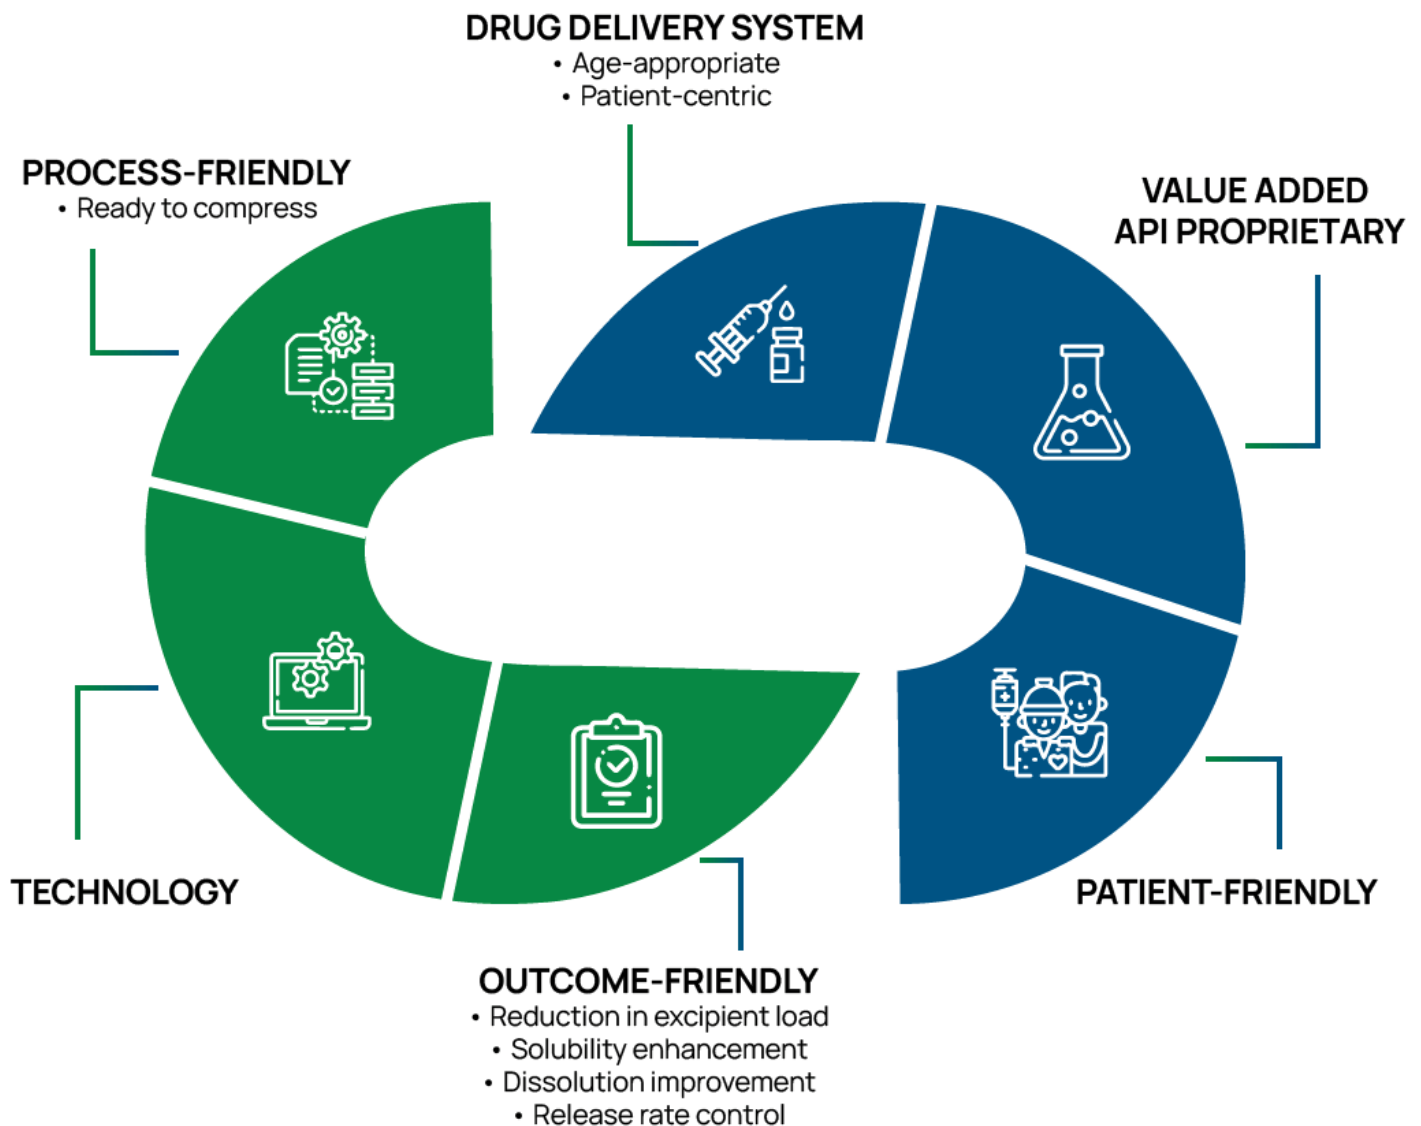 DRUG DELIVERY SYSTEM
• Age-appropriate
• Patient-centric
PROCESS-FRIENDLY
• Ready to compress
VALUE ADDED
API PROPRIETARY
TECHNOLOGY
PATIENT-FRIENDLY
OUTCOME-FRIENDLY
• Reduction in excipient load
• Solubility enhancement
• Dissolution improvement
• Release rate control